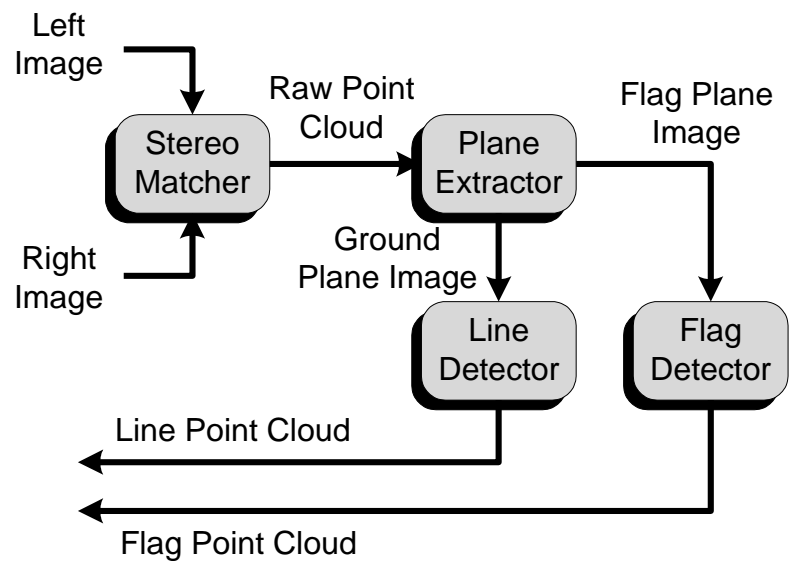 Left
Image
Raw Point
Cloud
Flag Plane
Image
Stereo
Matcher
Plane
Extractor
Right
Image
Ground
Plane Image
Line
Detector
Flag
Detector
Line Point Cloud
Flag Point Cloud